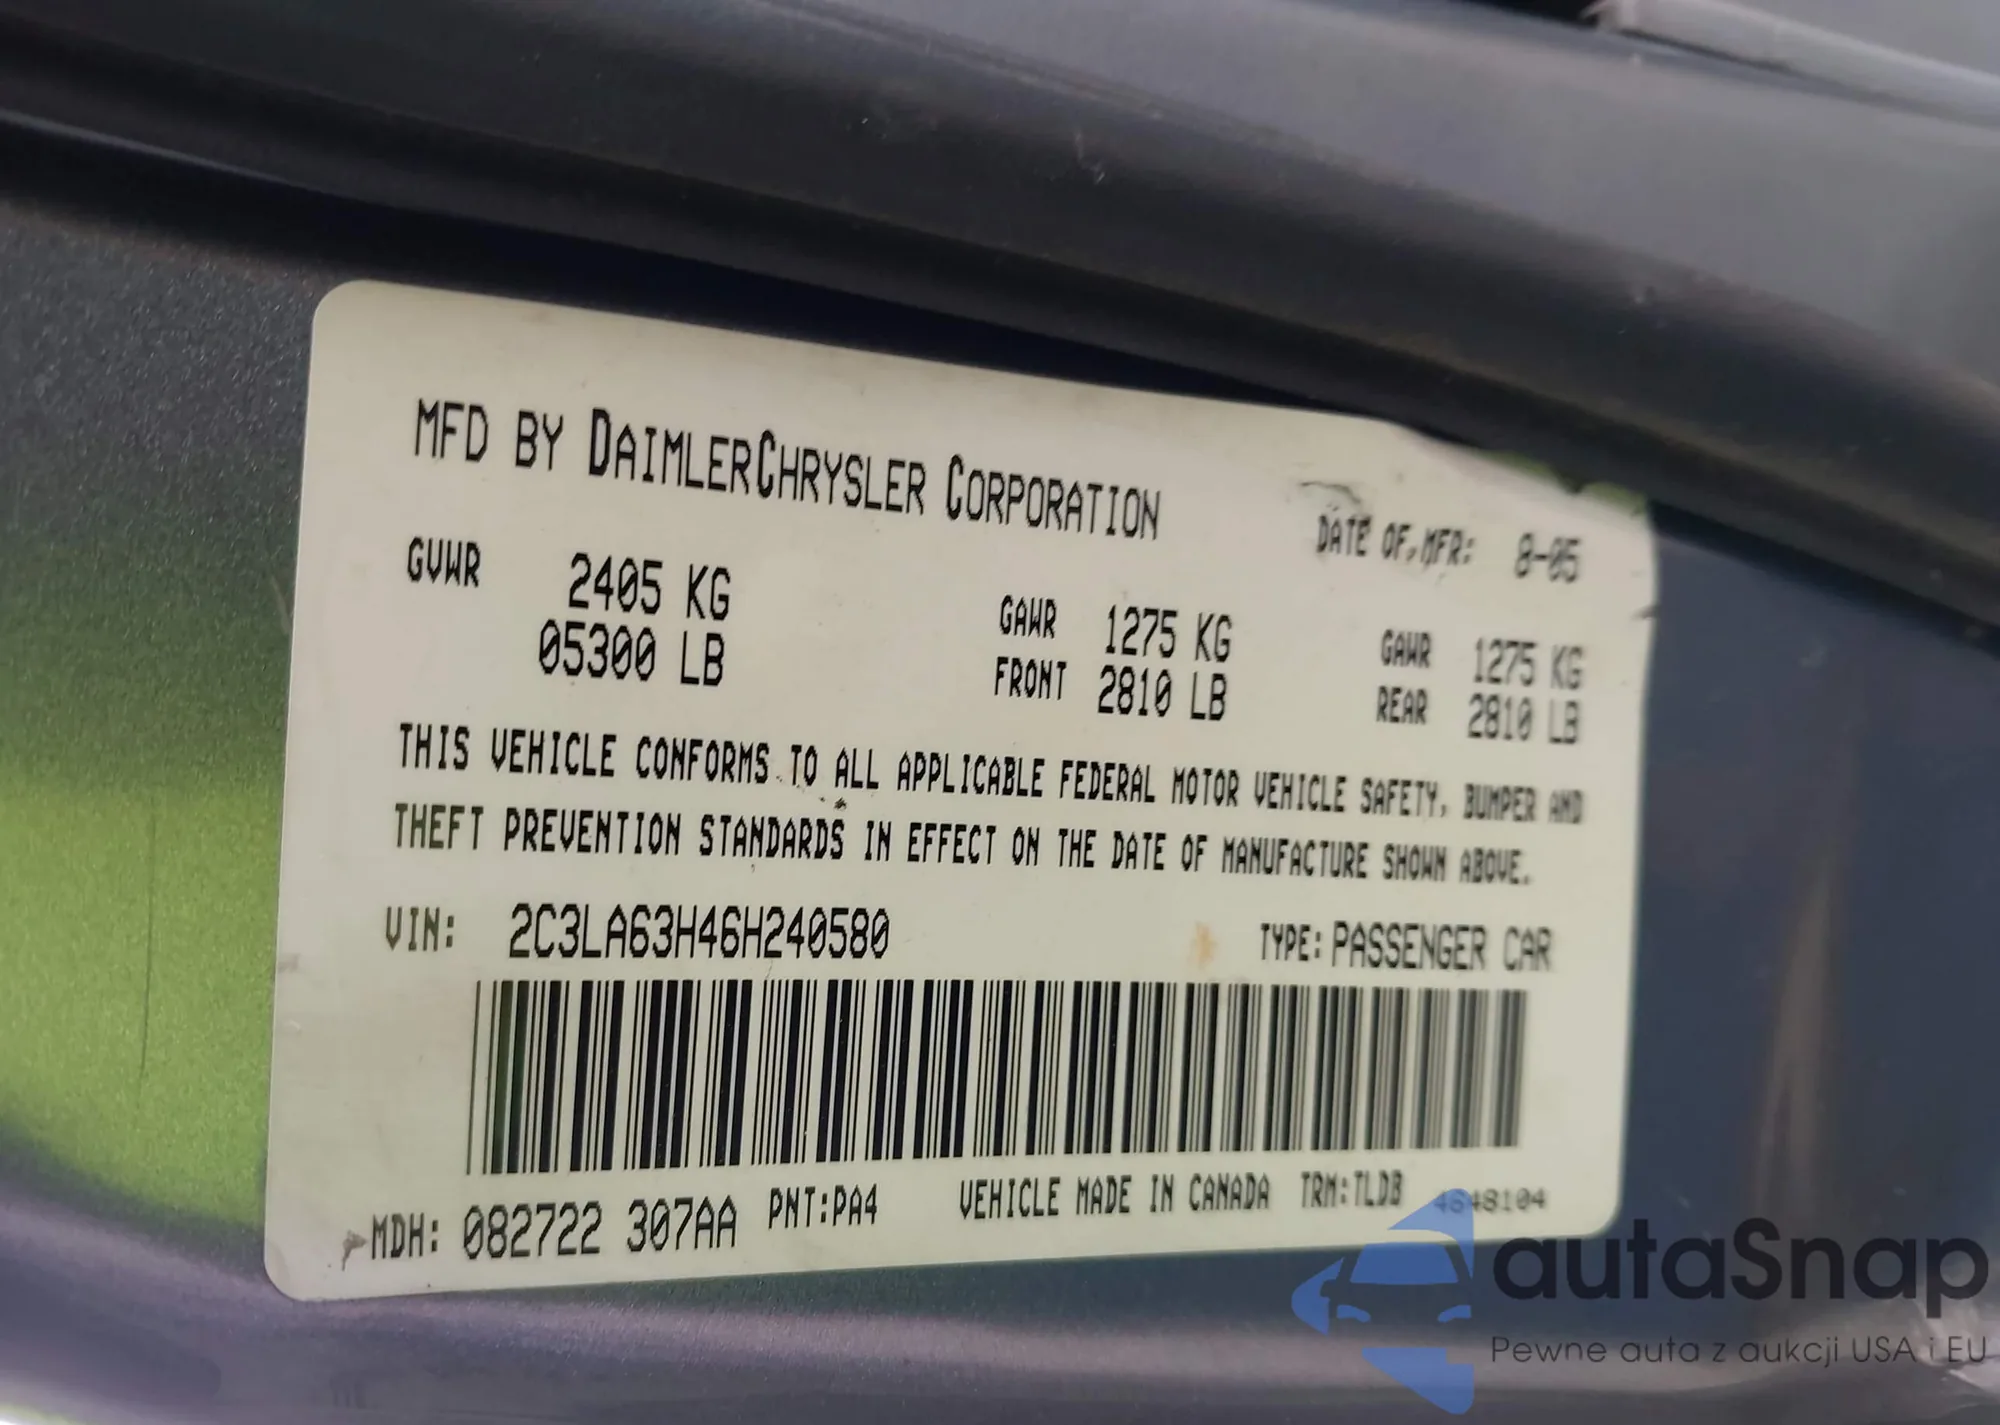 MFD BY DAIMLERCHRYSLER CORPORATION
DATE OF MFR: 8-05
GVWR 2405 KG
05300 LB
GAWR 1275 KG
FRONT 2810 LB
GAWR 1275 KG
REAR 2810 LB
THIS VEHICLE CONFORMS TO ALL APPLICABLE FEDERAL MOTOR VEHICLE SAFETY, BUMPER AND
THEFT PREVENTION STANDARDS IN EFFECT ON THE DATE OF MANUFACTURE SHOWN ABOVE.
VIN: 2C3LA63H46H240580
TYPE: PASSENGER CAR
MDH: 082722 307AA PNT:PA4 VEHICLE MADE IN CANADA TRM:TLDB 4648104
autaSnap
Pewne auta z aukcji USA i EU